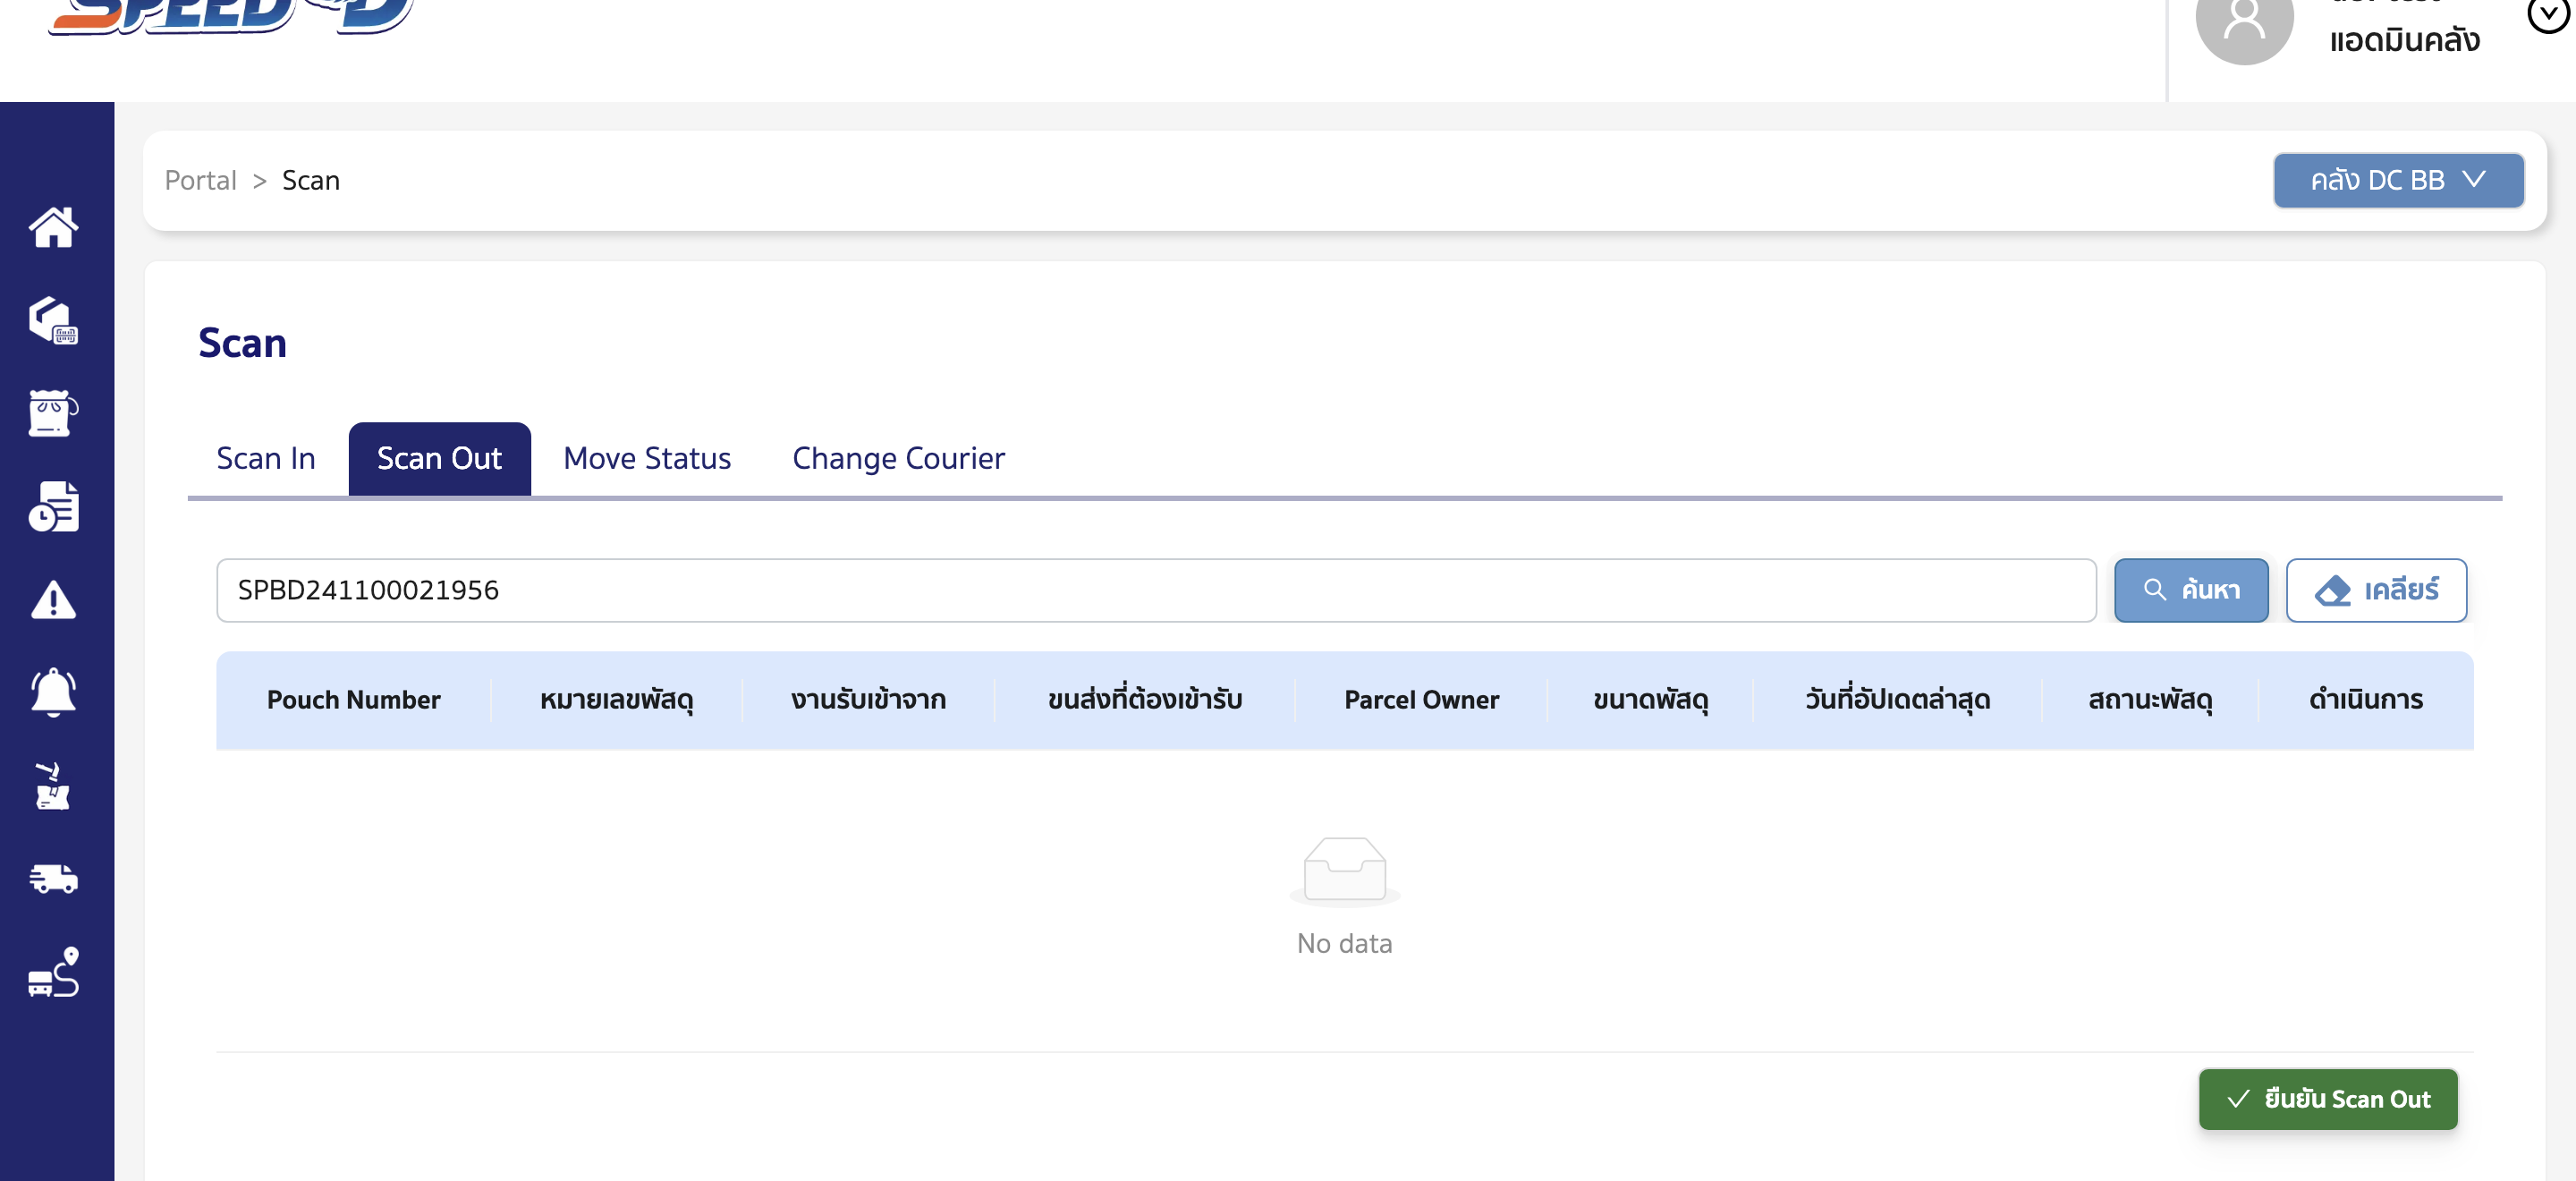 SPEED-D
แอดมินคลัง
Portal > Scan
คลัง DC BB
Scan
Scan In
Scan Out
Move Status
Change Courier
SPBD241100021956
ค้นหา
เคลียร์
Pouch Number
หมายเลขพัสดุ
งานรับเข้าจาก
ขนส่งที่ต้องเข้ารับ
Parcel Owner
ขนาดพัสดุ
วันที่อัปเดตล่าสุด
สถานะพัสดุ
ดำเนินการ
No data
ยืนยัน Scan Out